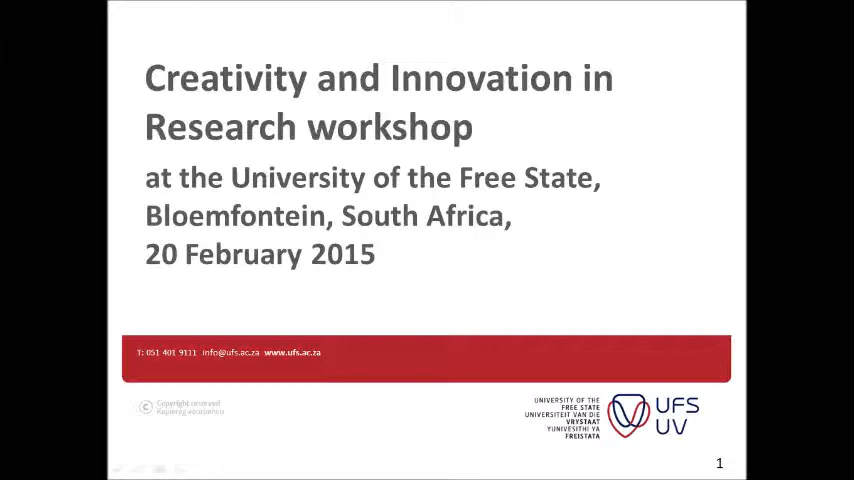 Creativity and Innovation in
Research workshop
at the University of the Free State,
Bloemfontein, South Africa,
20 February 2015
T: 051 401 9111 info@ufs.ac.za www.ufs.ac.za
© Copyright reserved
Kopiereg voorbehou
UNIVERSITY OF THE
FREE STATE
UNIVERSITEIT VAN DIE
VRYSTAAT
YUNIVESITHI YA
FREISTATA
UFS
UV
1